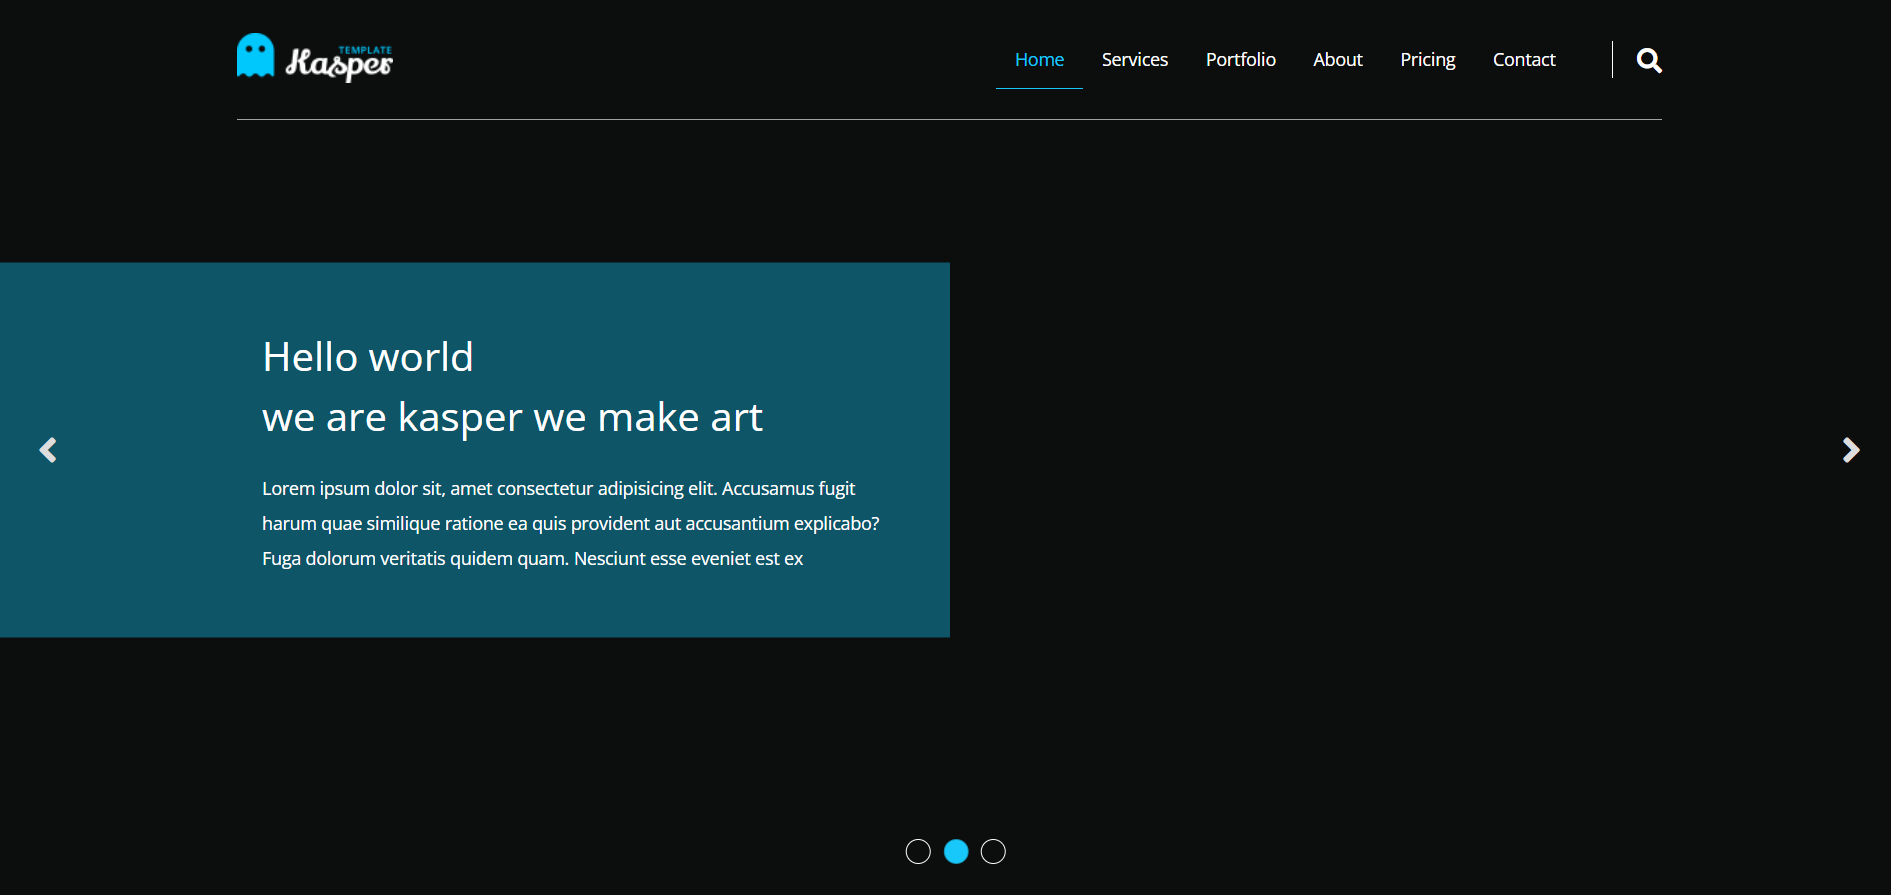 TEMPLATE
Kasper
Home Services Portfolio About Pricing Contact
Hello world
we are kasper we make art
Lorem ipsum dolor sit, amet consectetur adipisicing elit. Accusamus fugit
harum quae similique ratione ea quis provident aut accusantium explicabo?
Fuga dolorum veritatis quidem quam. Nesciunt esse eveniet est ex